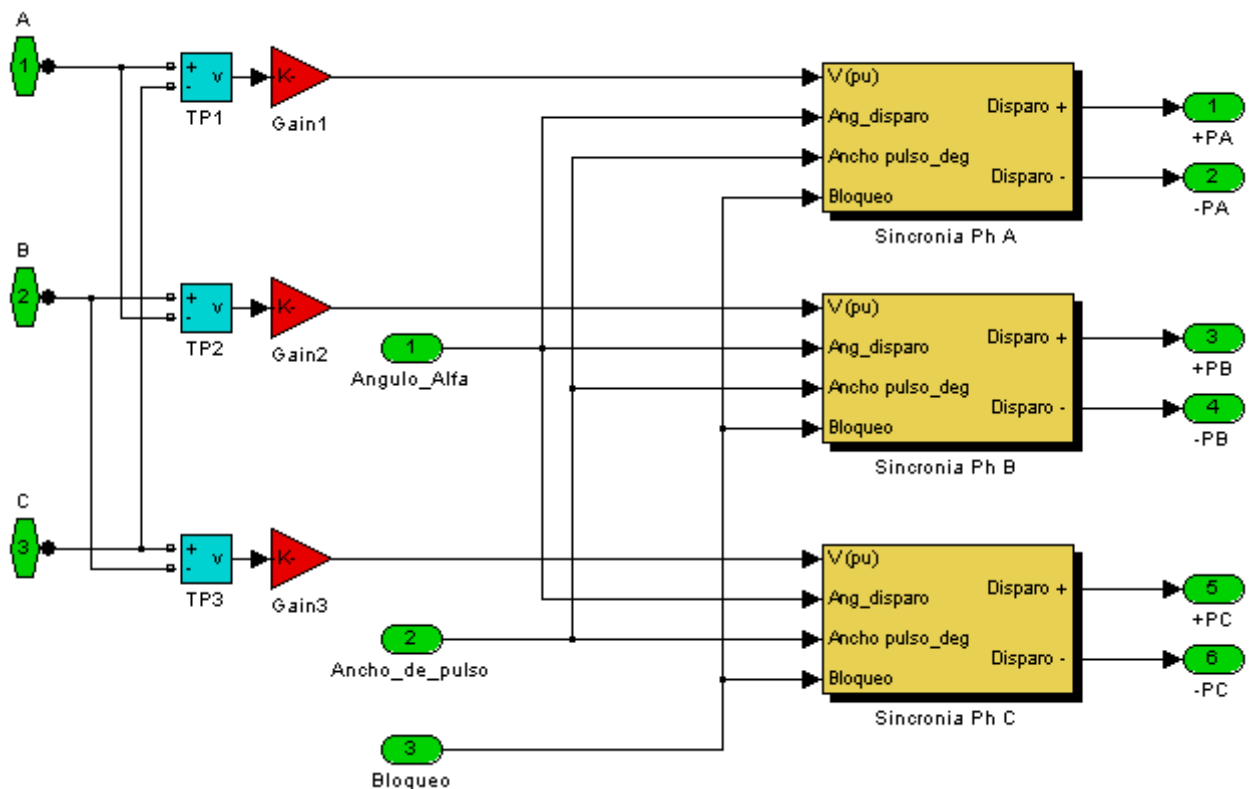 A
1
+
-
v
TP1
K-
Gain1
V(pu)
Ang_disparo
Ancho pulso_deg
Bloqueo
Disparo +
Disparo -
Sincronia Ph A
1
+PA
2
-PA
B
2
+
-
v
TP2
K-
Gain2
1
Angulo_Alfa
V(pu)
Ang_disparo
Ancho pulso_deg
Bloqueo
Disparo +
Disparo -
Sincronia Ph B
3
+PB
4
-PB
C
3
+
-
v
TP3
K-
Gain3
2
Ancho_de_pulso
3
Bloqueo
V(pu)
Ang_disparo
Ancho pulso_deg
Bloqueo
Disparo +
Disparo -
Sincronia Ph C
5
+PC
6
-PC